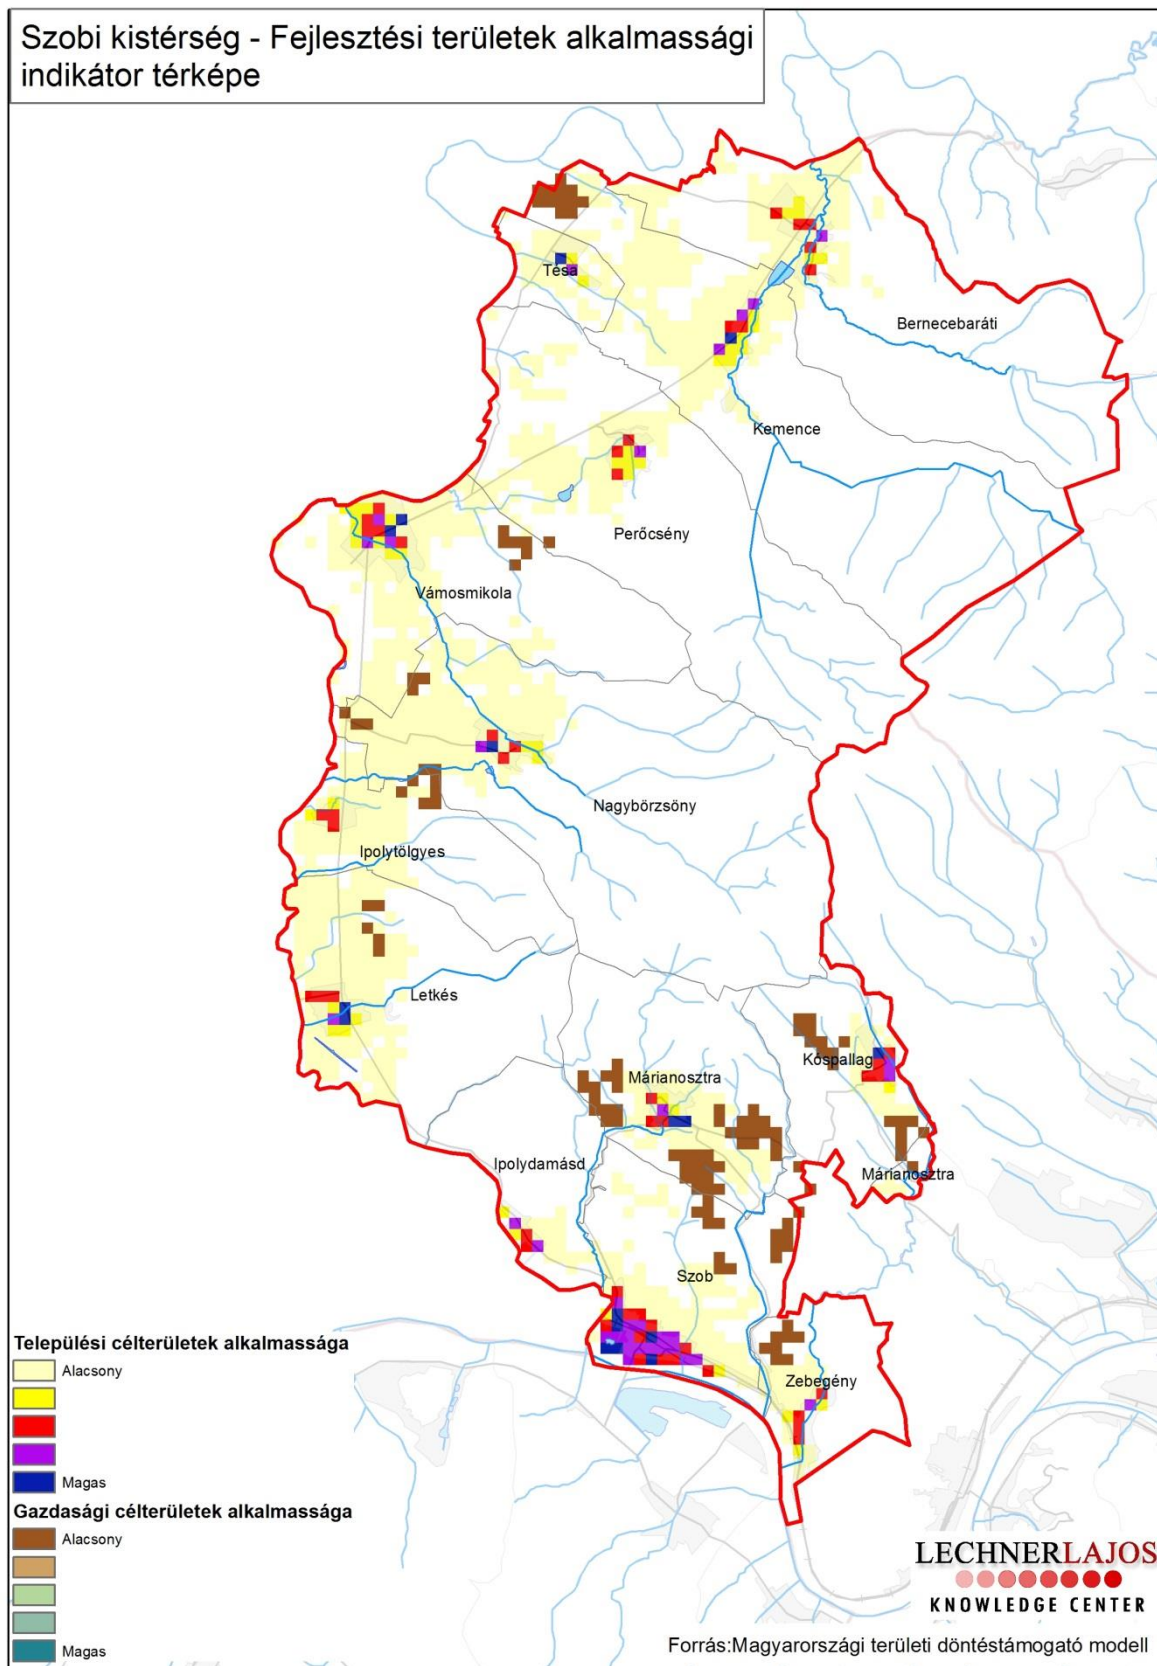 Szobi kistérség - Fejlesztési területek alkalmassági
indikátor térképe
Tésa
Bernecebaráti
Kemence
Perőcsény
Vámosmikola
Nagybörzsöny
Ipolytölgyes
Letkés
Kóspallag
Márianosztra
Ipolydamásd
Márianosztra
Szob
Zebegény
Települési célterületek alkalmassága
Alacsony
Magas
Gazdasági célterületek alkalmassága
Alacsony
Magas
LECHNERLAJOS
KNOWLEDGE CENTER
Forrás:Magyarországi területi döntéstámogató modell